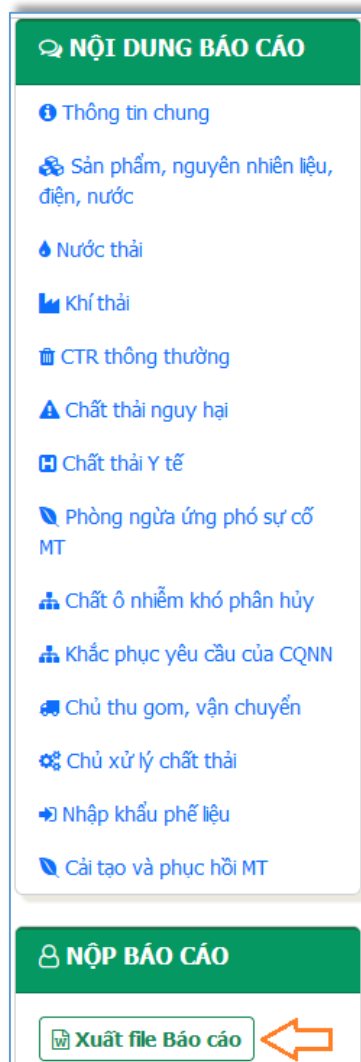 NỘI DUNG BÁO CÁO
Thông tin chung
Sản phẩm, nguyên nhiên liệu,
điện, nước
Nước thải
Khí thải
CTR thông thường
Chất thải nguy hại
Chất thải Y tế
Phòng ngừa ứng phó sự cố
MT
Chất ô nhiễm khó phân hủy
Khắc phục yêu cầu của CQNN
Chủ thu gom, vận chuyển
Chủ xử lý chất thải
Nhập khẩu phế liệu
Cải tạo và phục hồi MT
NỘP BÁO CÁO
Xuất file Báo cáo